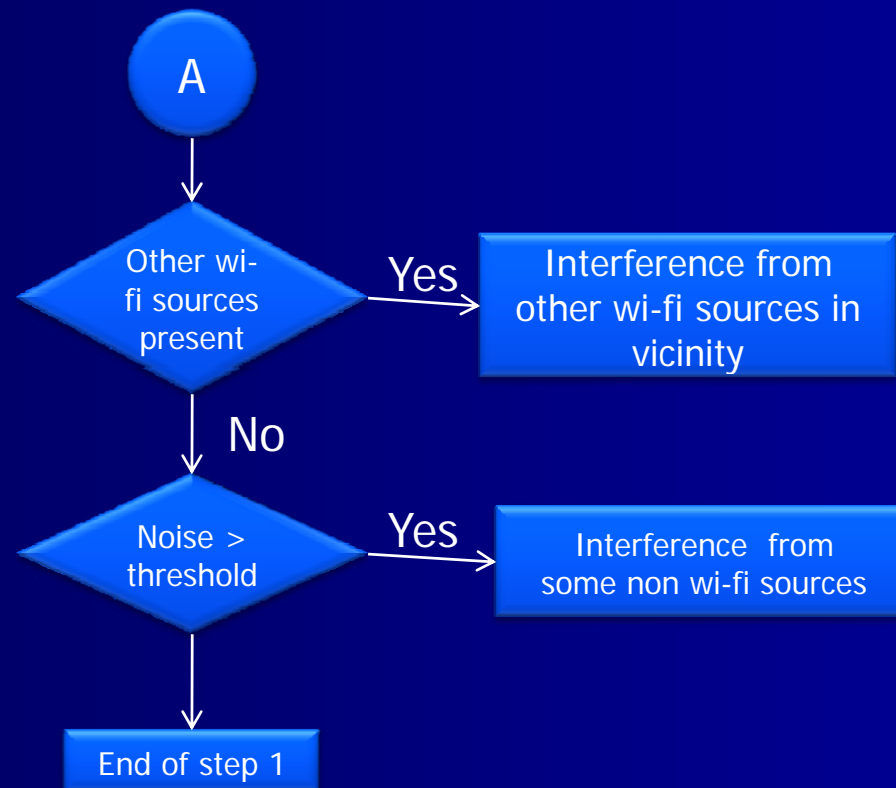 A
Other wi-
fi sources
present
Yes
Interference from
other wi-fi sources in
vicinity
No
Noise >
threshold
Yes
Interference from
some non wi-fi sources
End of step 1